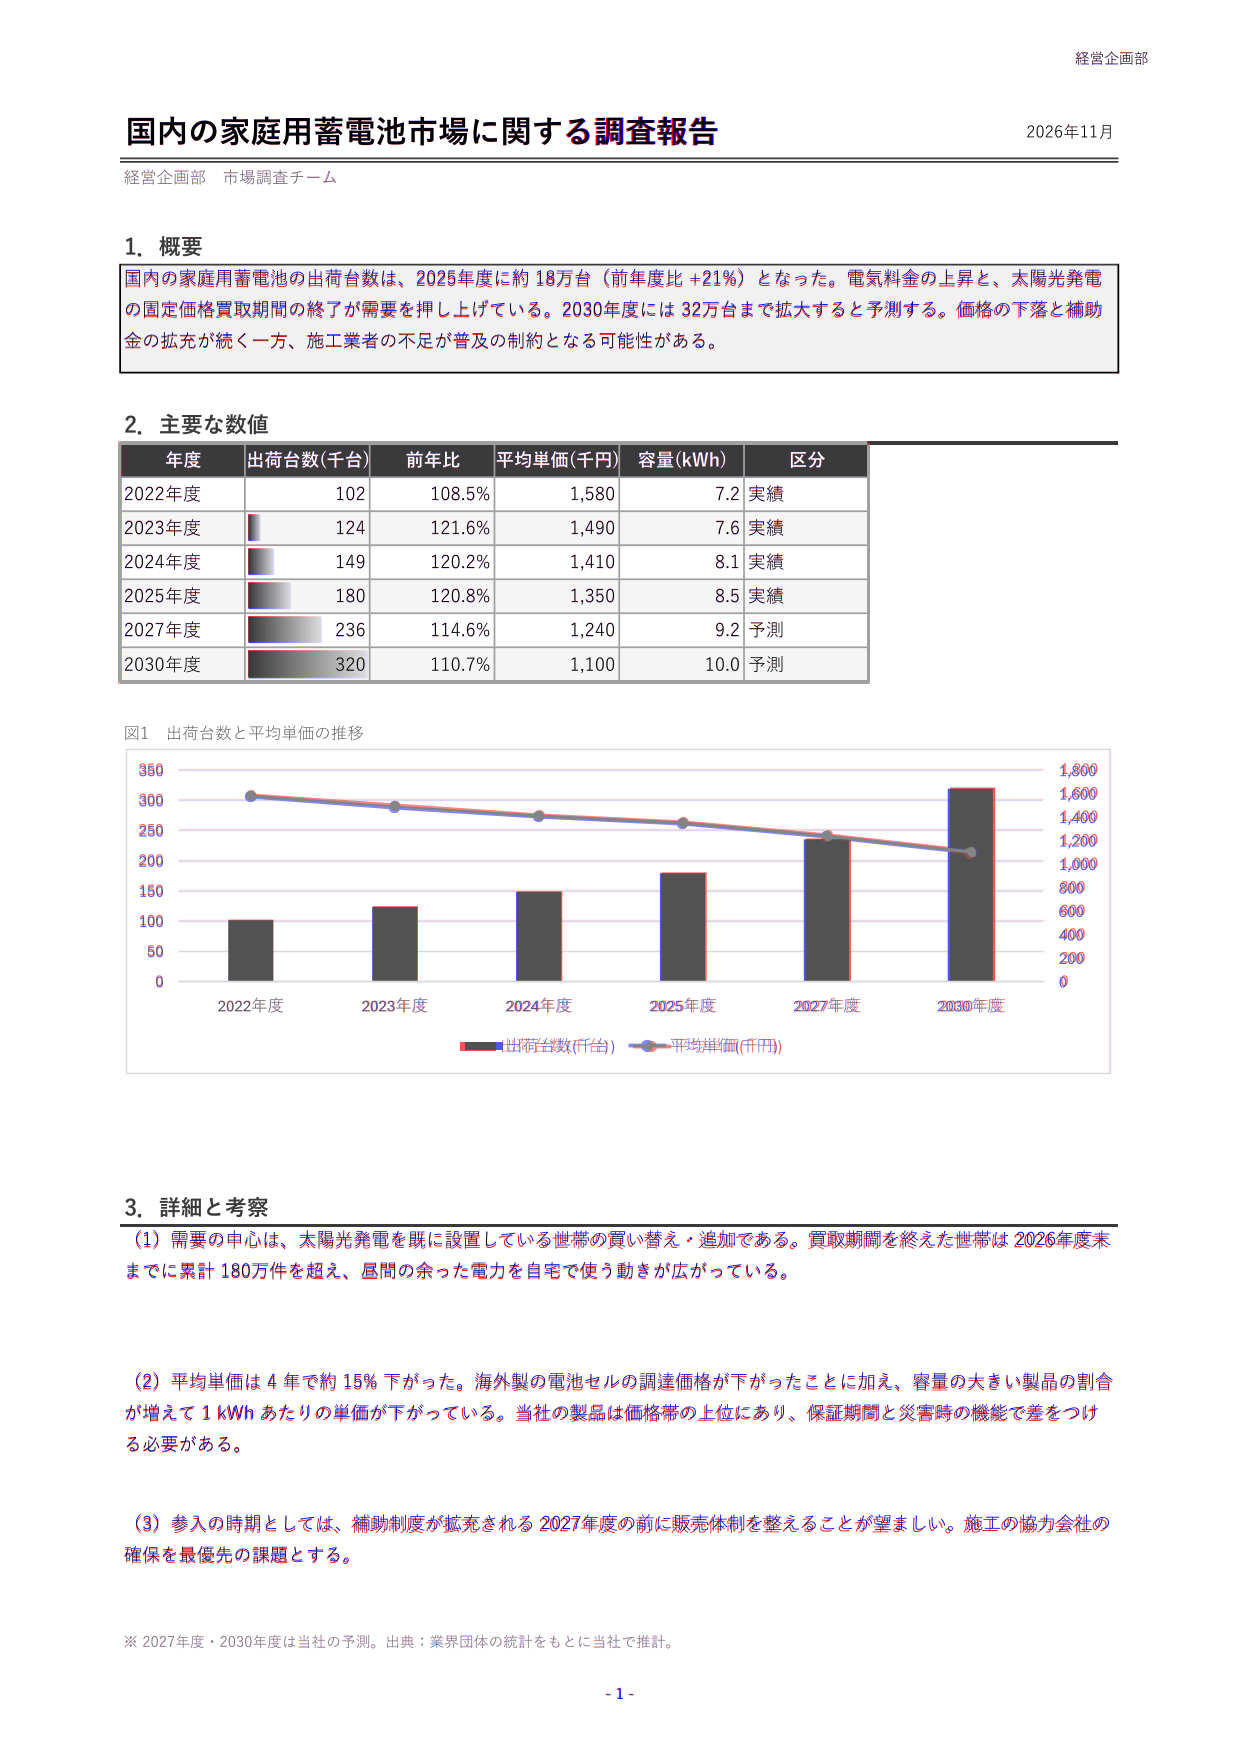 経営企画部
国内の家庭用蓄電池市場に関する調査報告
2026年11月
経営企画部　市場調査チーム
1．概要
国内の家庭用蓄電池の出荷台数は、2025年度に約 18万台（前年度比 +21%）となった。電気料金の上昇と、太陽光発電
の固定価格買取期間の終了が需要を押し上げている。2030年度には 32万台まで拡大すると予測する。価格の下落と補助
金の拡充が続く一方、施工業者の不足が普及の制約となる可能性がある。
2．主要な数値
年度 出荷台数(千台) 前年比 平均単価(千円) 容量(kWh) 区分
2022年度 102 108.5% 1,580 7.2 実績
2023年度 124 121.6% 1,490 7.6 実績
2024年度 149 120.2% 1,410 8.1 実績
2025年度 180 120.8% 1,350 8.5 実績
2027年度 236 114.6% 1,240 9.2 予測
2030年度 320 110.7% 1,100 10.0 予測
図1　出荷台数と平均単価の推移
350
300
250
200
150
100
50
0
1,800
1,600
1,400
1,200
1,000
800
600
400
200
0
2022年度 2023年度 2024年度 2025年度 2027年度 2030年度
出荷台数(千台) 平均単価(千円)
3．詳細と考察
（1）需要の中心は、太陽光発電を既に設置している世帯の買い替え・追加である。買取期間を終えた世帯は 2026年度末
までに累計 180万件を超え、昼間の余った電力を自宅で使う動きが広がっている。
（2）平均単価は 4 年で約 15% 下がった。海外製の電池セルの調達価格が下がったことに加え、容量の大きい製品の割合
が増えて 1 kWh あたりの単価が下がっている。当社の製品は価格帯の上位にあり、保証期間と災害時の機能で差をつけ
る必要がある。
（3）参入の時期としては、補助制度が拡充される 2027年度の前に販売体制を整えることが望ましい。施工の協力会社の
確保を最優先の課題とする。
※ 2027年度・2030年度は当社の予測。出典：業界団体の統計をもとに当社で推計。
- 1 -